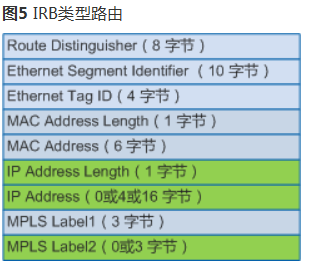 图5 IRB类型路由
Route Distinguisher（8 字节）
Ethernet Segment Identifier （10 字节）
Ethernet Tag ID（4 字节）
MAC Address Length（1 字节）
MAC Address（6 字节）
IP Address Length（1 字节）
IP Address（0或4或16 字节）
MPLS Label1（3 字节）
MPLS Label2（0或3 字节）